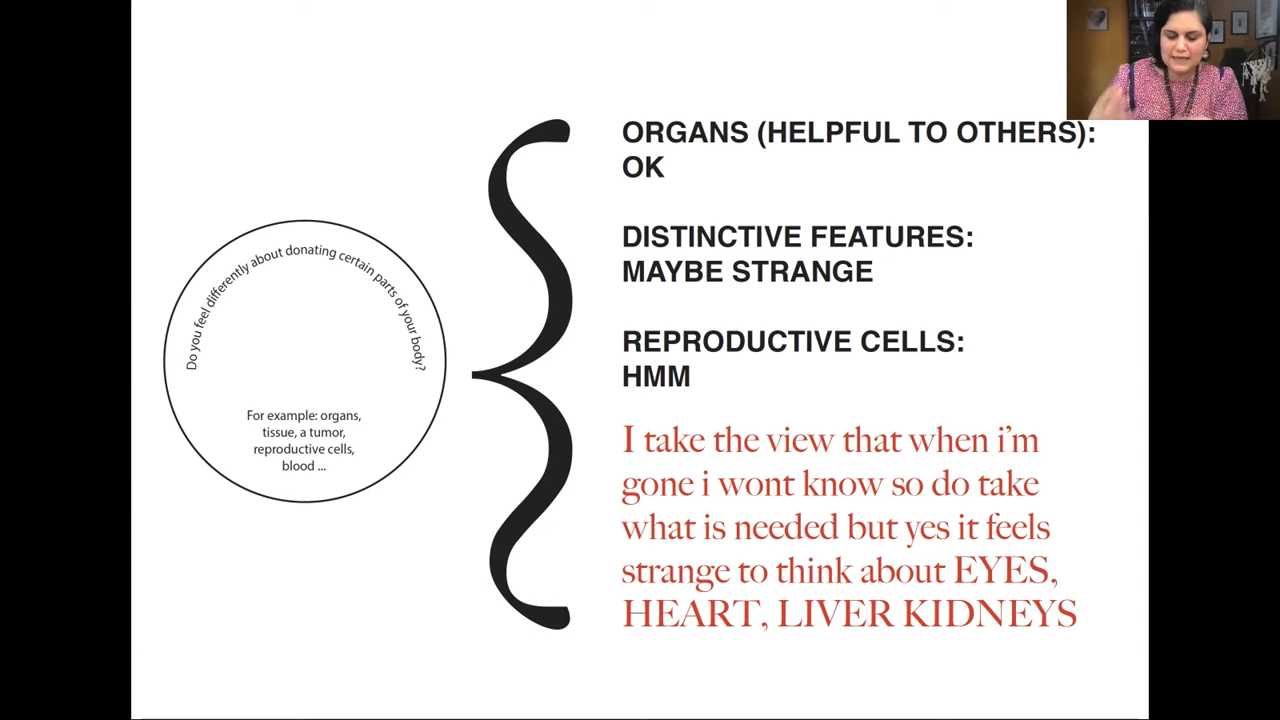 Do you feel differently about donating certain parts of your body?
For example: organs,
tissue, a tumor,
reproductive cells,
blood ...
ORGANS (HELPFUL TO OTHERS):
OK
DISTINCTIVE FEATURES:
MAYBE STRANGE
REPRODUCTIVE CELLS:
HMM
I take the view that when i'm
gone i wont know so do take
what is needed but yes it feels
strange to think about EYES,
HEART, LIVER KIDNEYS